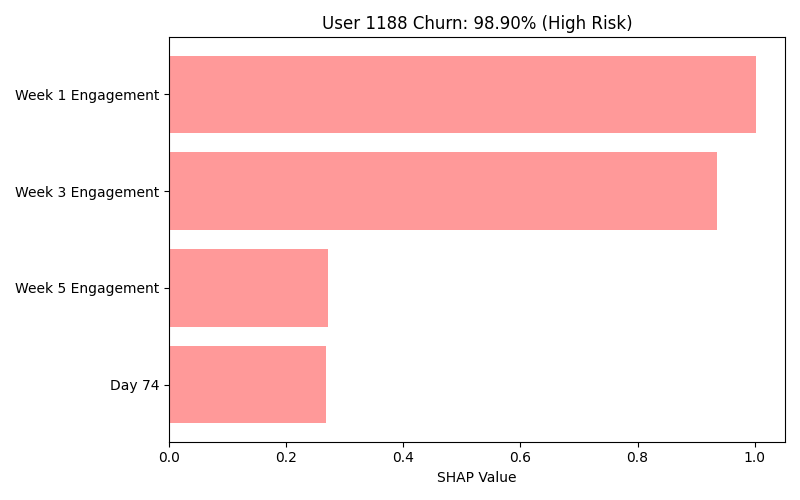 User 1188 Churn: 98.90% (High Risk)
Week 1 Engagement
Week 3 Engagement
Week 5 Engagement
Day 74
0.0 0.2 0.4 0.6 0.8 1.0
SHAP Value